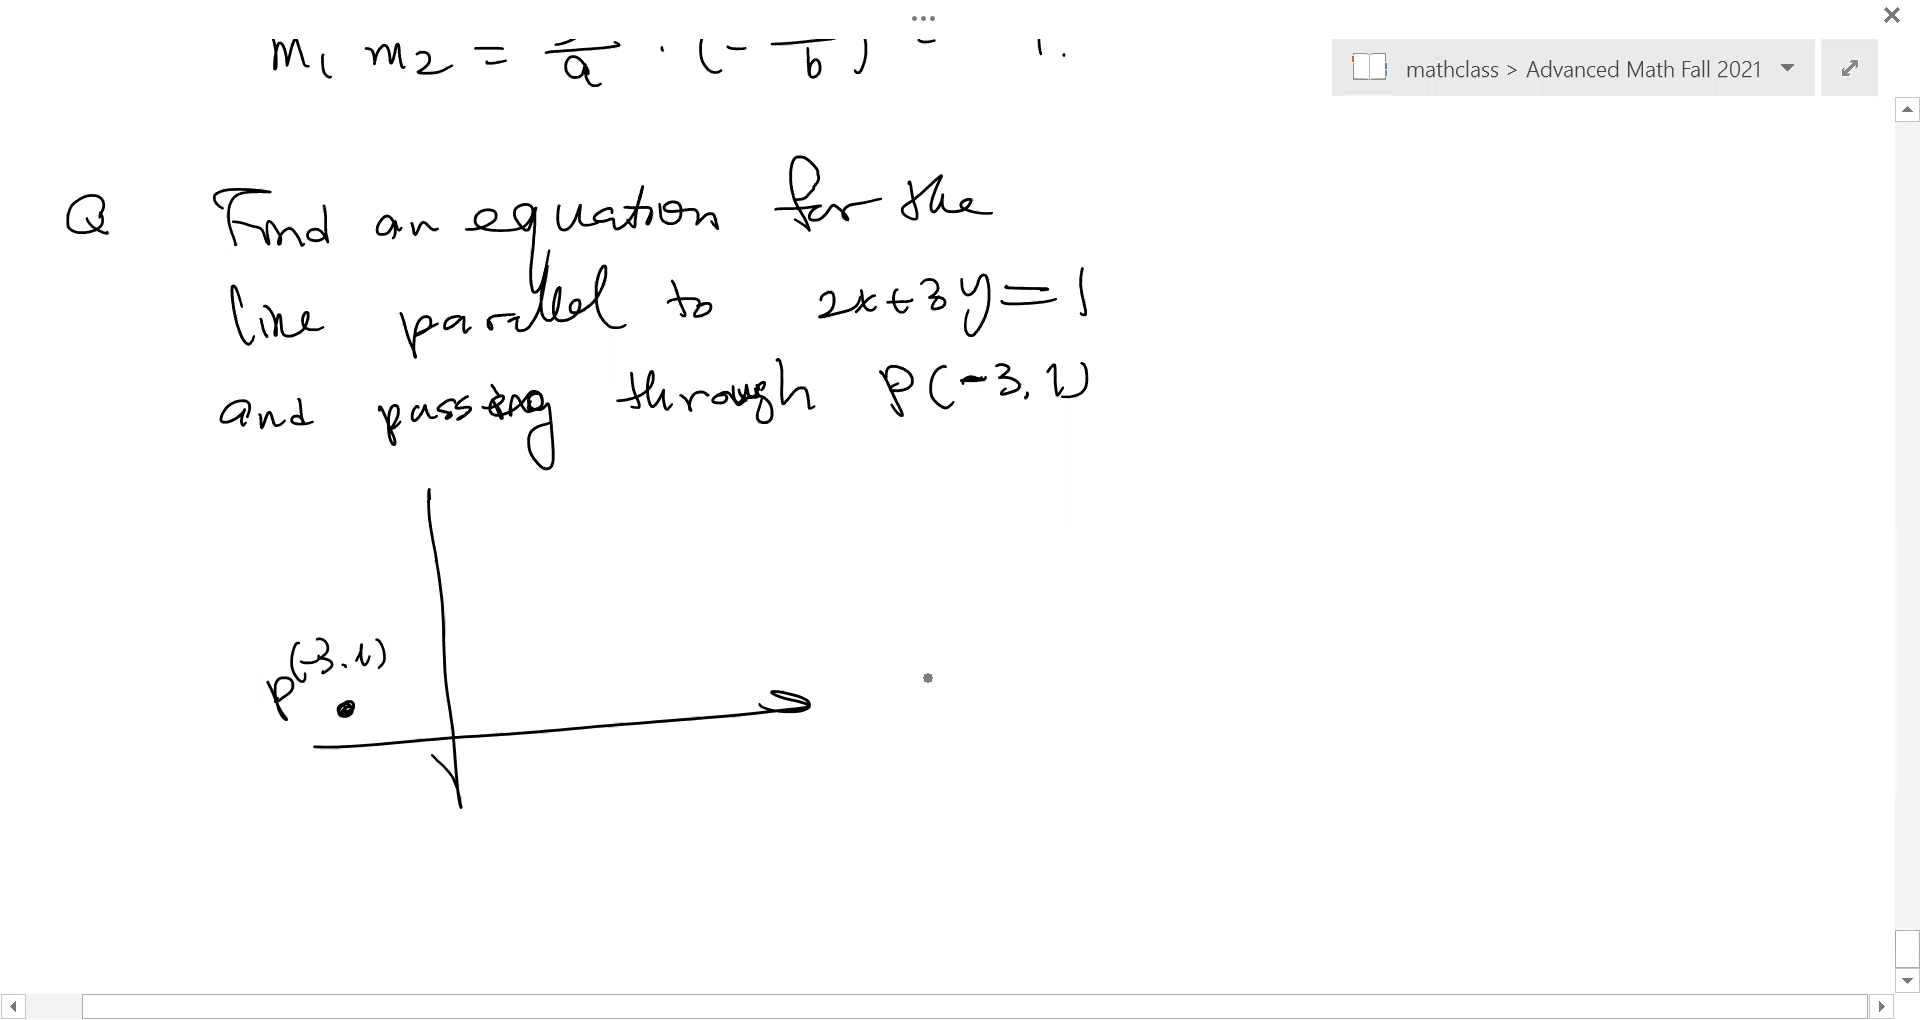 m₁ m₂ = /a · (- /b) = 1.
mathclass > Advanced Math Fall 2021
Q Find an equation for the
line parallel to 2x+3y=1
and passing through P(-3,1)
P(-3,1)